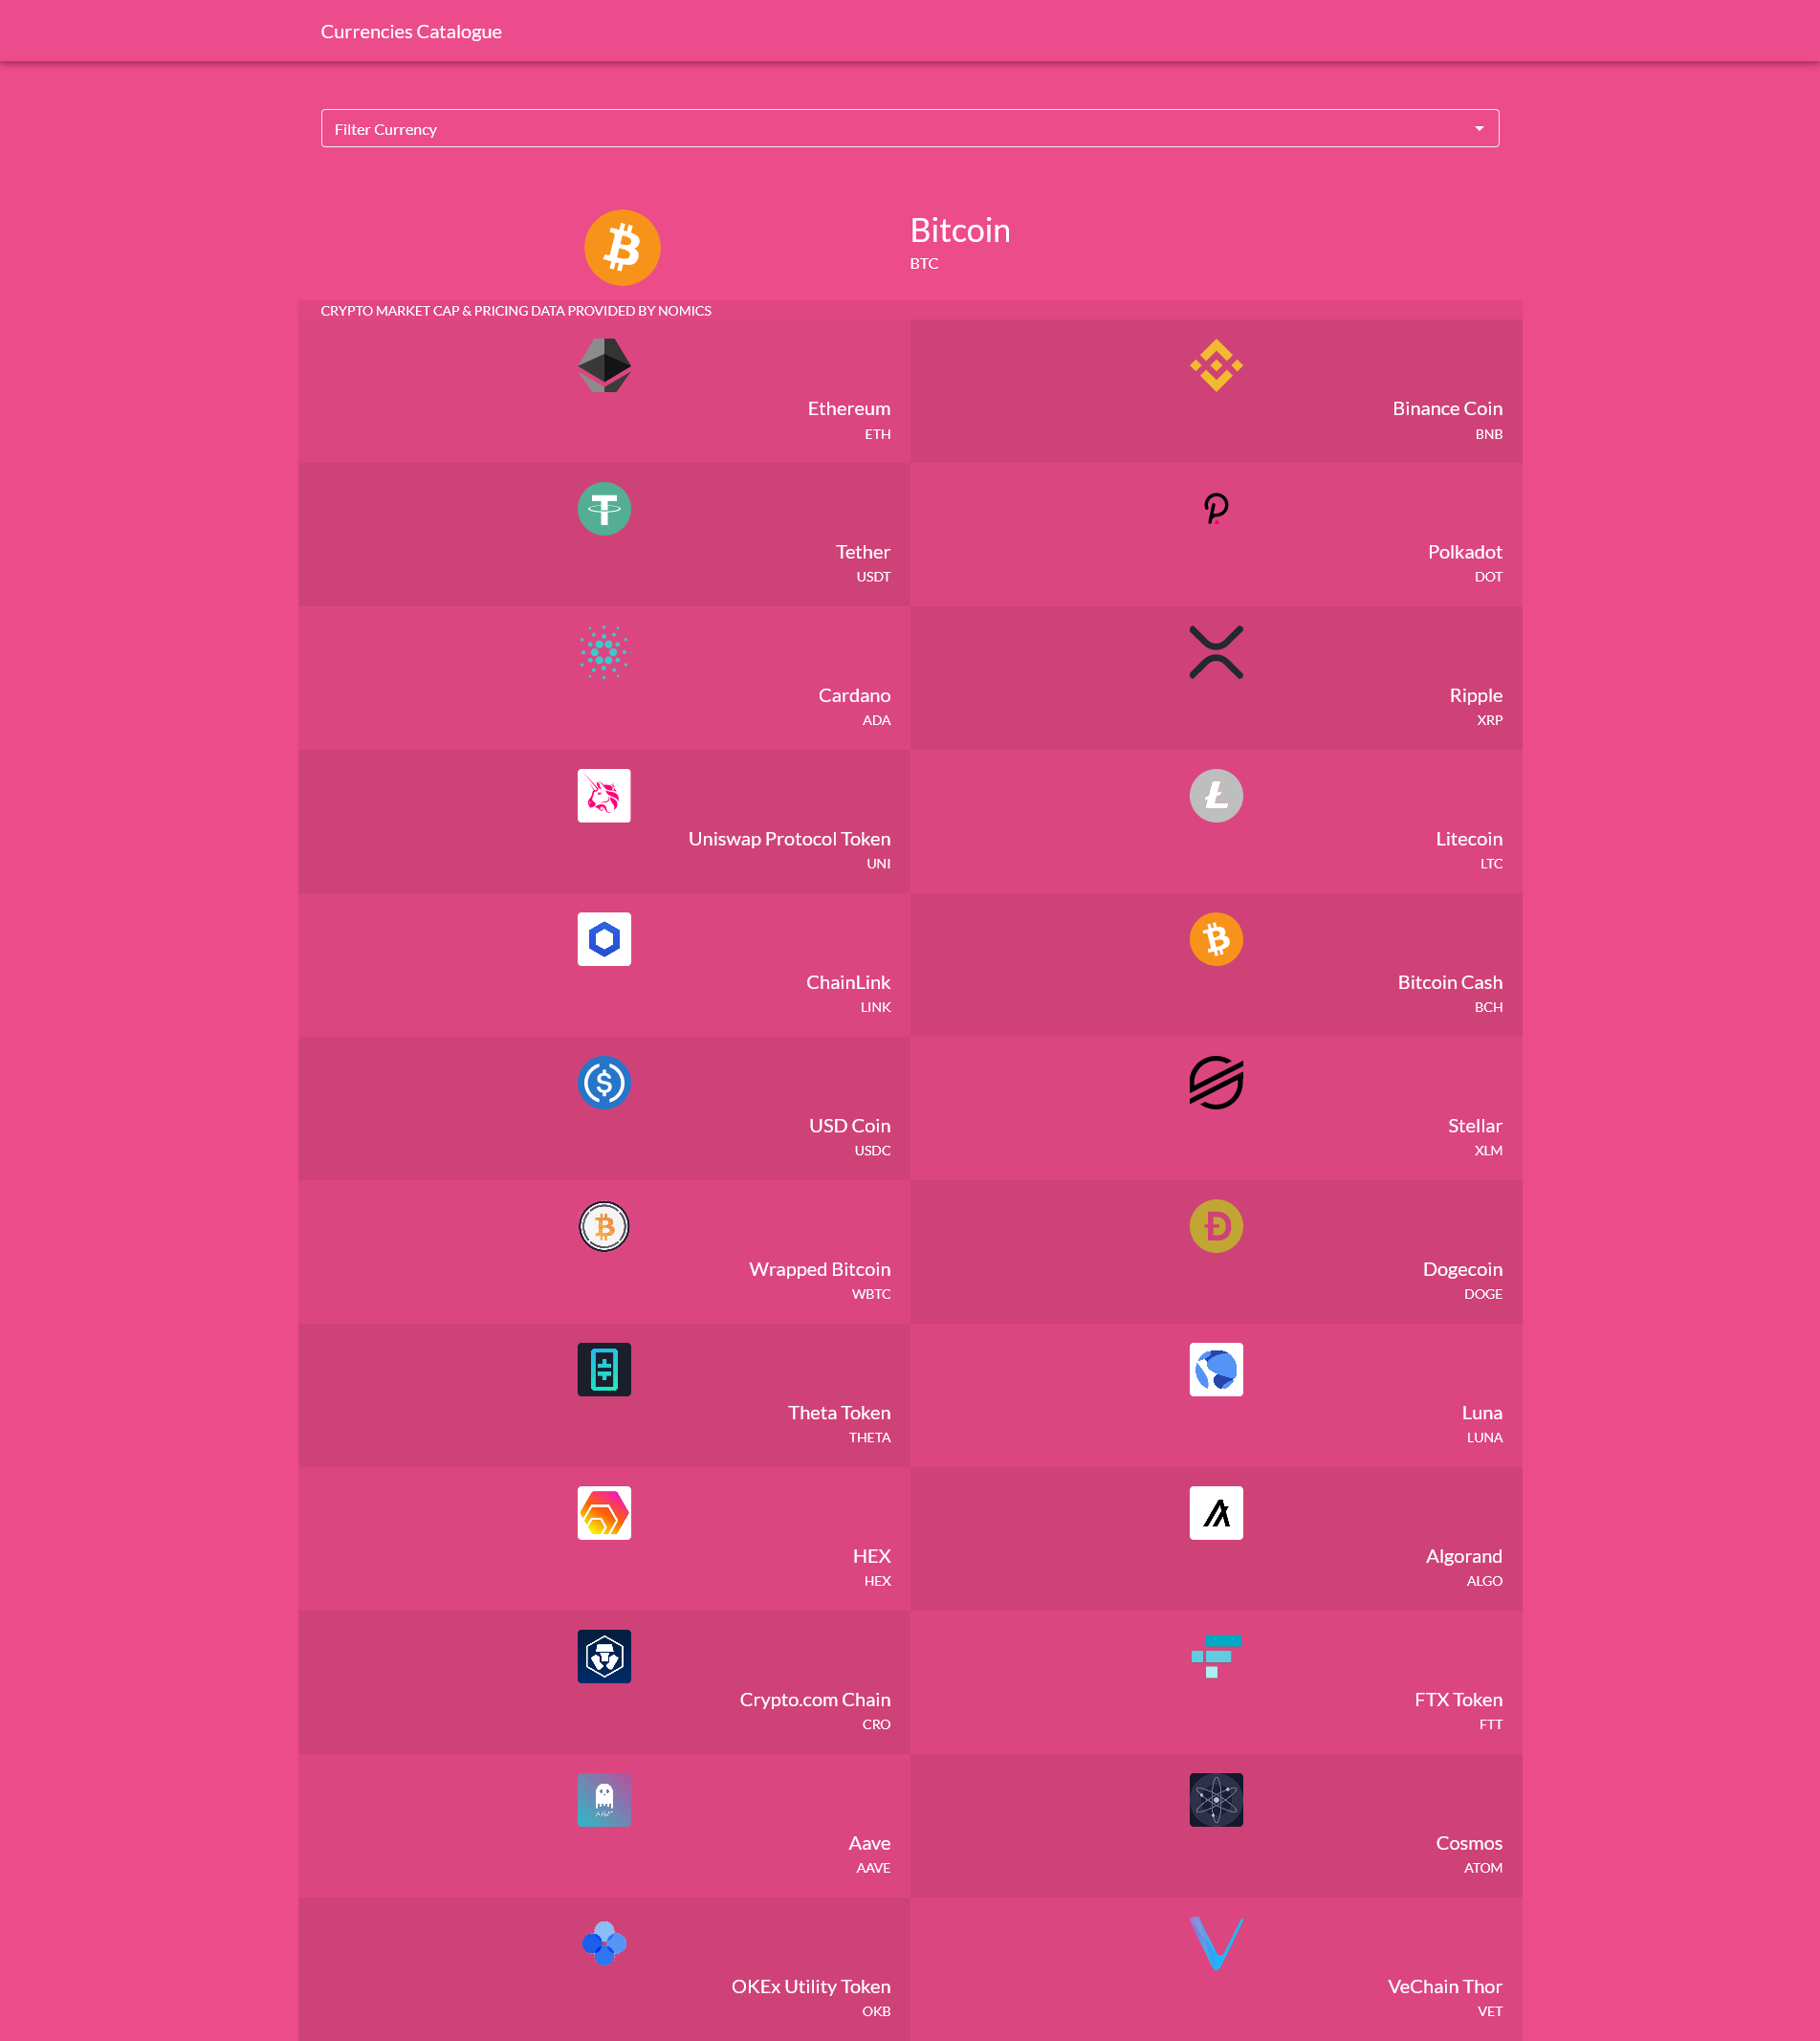 Currencies Catalogue
Filter Currency
Bitcoin
BTC
CRYPTO MARKET CAP & PRICING DATA PROVIDED BY NOMICS
Ethereum
ETH
Binance Coin
BNB
Tether
USDT
Polkadot
DOT
Cardano
ADA
Ripple
XRP
Uniswap Protocol Token
UNI
Litecoin
LTC
ChainLink
LINK
Bitcoin Cash
BCH
USD Coin
USDC
Stellar
XLM
Wrapped Bitcoin
WBTC
Dogecoin
DOGE
Theta Token
THETA
Luna
LUNA
HEX
HEX
Algorand
ALGO
Crypto.com Chain
CRO
FTX Token
FTT
Aave
AAVE
Cosmos
ATOM
OKEx Utility Token
OKB
VeChain Thor
VET